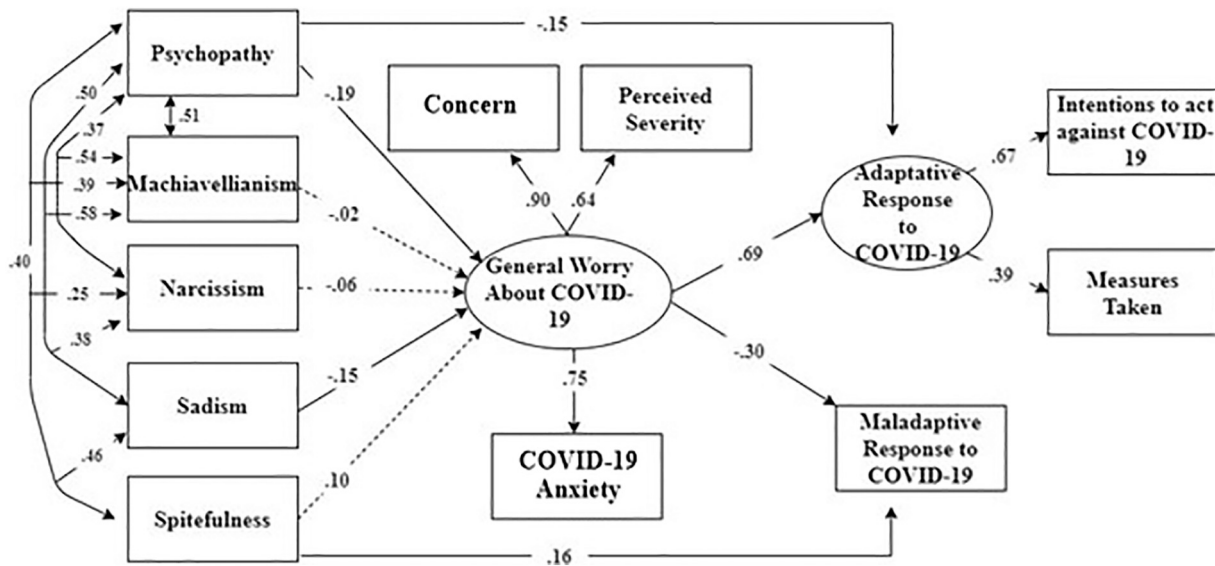 -.15
Psychopathy
.50
-.19
.37
.51
Concern
Perceived
Severity
Intentions to act
against COVID-
19
.54
Machiavellianism
.39
.58
-.02
.90
.64
.67
Adaptative
Response
to
COVID-19
.40
.69
.39
Narcissism
.25
-.06
General Worry
About COVID-
19
Measures
Taken
.38
-.15
-.30
.75
Sadism
Maladaptive
Response to
COVID-19
.46
COVID-19
Anxiety
.10
Spitefulness
.16